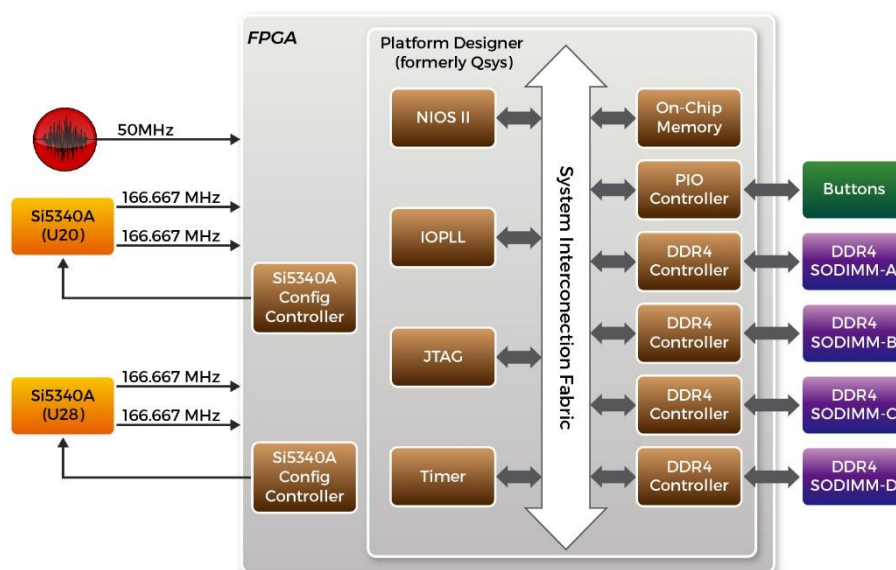 FPGA
Platform Designer
(formerly Qsys)
50MHz
Si5340A
(U20)
166.667 MHz
166.667 MHz
Si5340A
Config
Controller
Si5340A
(U28)
166.667 MHz
166.667 MHz
Si5340A
Config
Controller
NIOS II
IOPLL
JTAG
Timer
System Interconection Fabric
On-Chip
Memory
PIO
Controller
DDR4
Controller
DDR4
Controller
DDR4
Controller
DDR4
Controller
Buttons
DDR4
SODIMM-A
DDR4
SODIMM-B
DDR4
SODIMM-C
DDR4
SODIMM-D